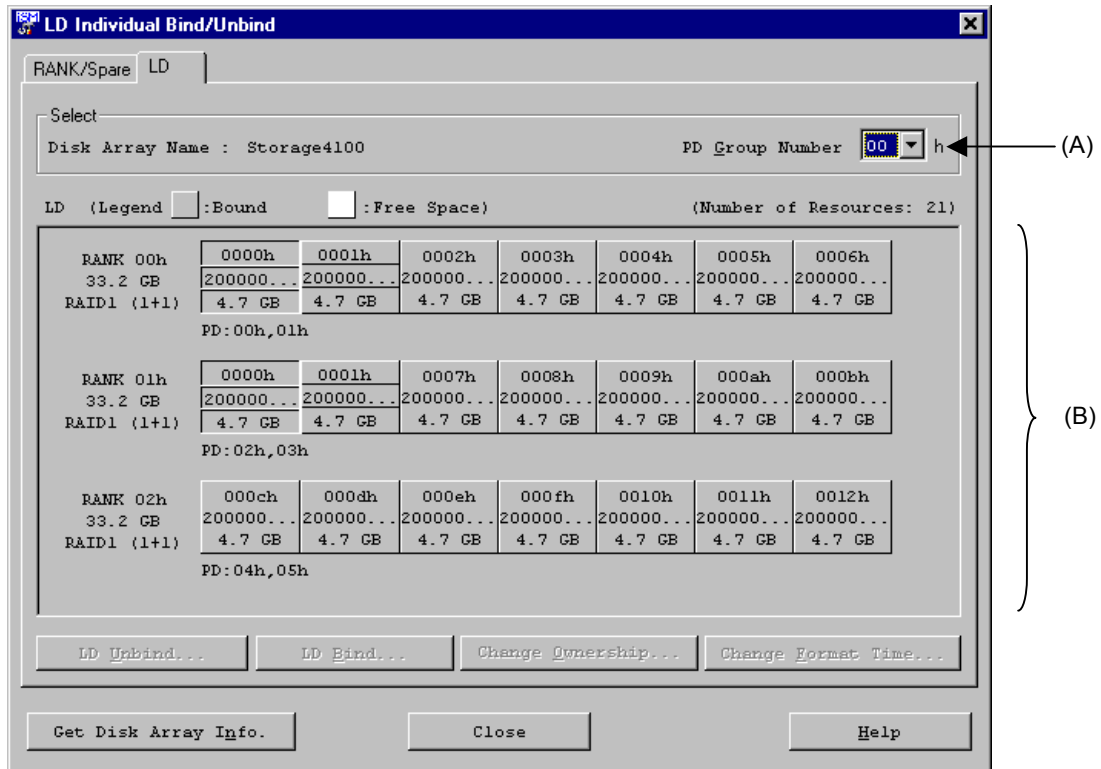 LD Individual Bind/Unbind
RANK/Spare LD
Select
Disk Array Name : Storage4100 PD Group Number 00 h (A)
LD (Legend :Bound :Free Space) (Number of Resources: 21)
RANK 00h 0000h 0001h 0002h 0003h 0004h 0005h 0006h
33.2 GB 200000... 200000... 200000... 200000... 200000... 200000... 200000...
RAID1 (1+1) 4.7 GB 4.7 GB 4.7 GB 4.7 GB 4.7 GB 4.7 GB 4.7 GB
PD:00h,01h
RANK 01h 0000h 0001h 0007h 0008h 0009h 000ah 000bh
33.2 GB 200000... 200000... 200000... 200000... 200000... 200000... 200000...
RAID1 (1+1) 4.7 GB 4.7 GB 4.7 GB 4.7 GB 4.7 GB 4.7 GB 4.7 GB
(B)
PD:02h,03h
RANK 02h 000ch 000dh 000eh 000fh 0010h 0011h 0012h
33.2 GB 200000... 200000... 200000... 200000... 200000... 200000... 200000...
RAID1 (1+1) 4.7 GB 4.7 GB 4.7 GB 4.7 GB 4.7 GB 4.7 GB 4.7 GB
PD:04h,05h
LD Unbind... LD Bind... Change Ownership... Change Format Time...
Get Disk Array Info. Close Help